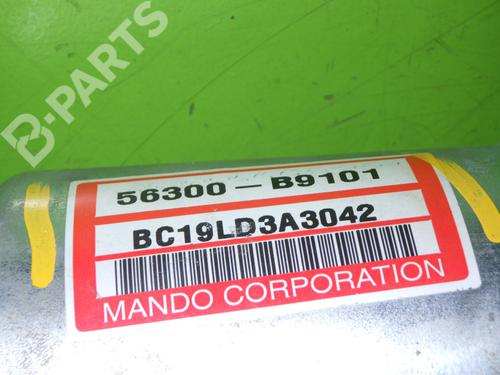 B-PARTS
56300 - B9101
BC19LD3A3042
MANDO CORPORATION